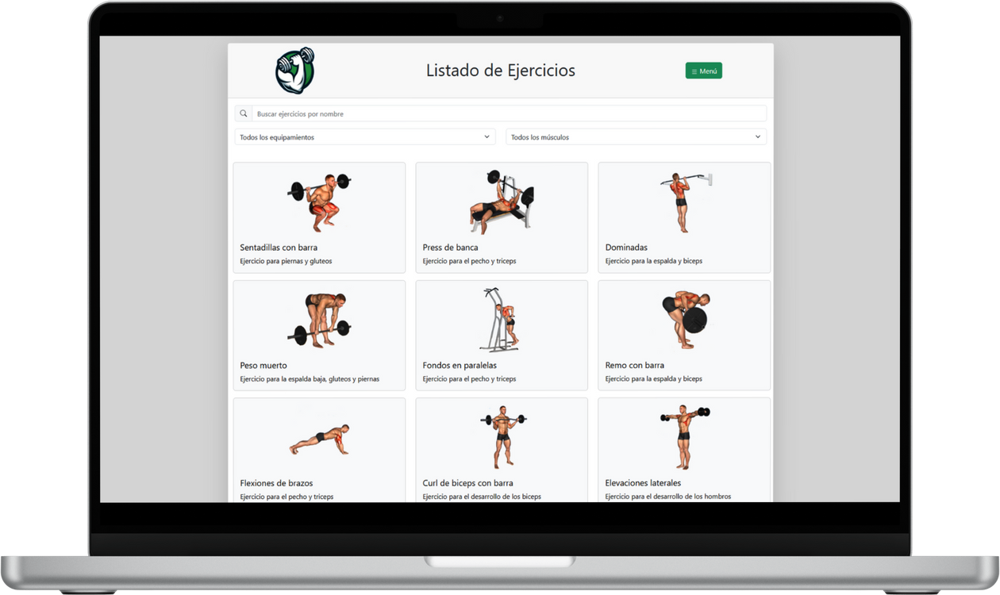 Listado de Ejercicios
≡ Menú
Buscar ejercicios por nombre
Todos los equipamientos
Todos los músculos
Sentadillas con barra
Ejercicio para piernas y gluteos
Press de banca
Ejercicio para el pecho y triceps
Dominadas
Ejercicio para la espalda y biceps
Peso muerto
Ejercicio para la espalda baja, gluteos y piernas
Fondos en paralelas
Ejercicio para el pecho y triceps
Remo con barra
Ejercicio para la espalda y biceps
Flexiones de brazos
Ejercicio para el pecho y triceps
Curl de biceps con barra
Ejercicio para el desarrollo de los biceps
Elevaciones laterales
Ejercicio para el desarrollo de los hombros